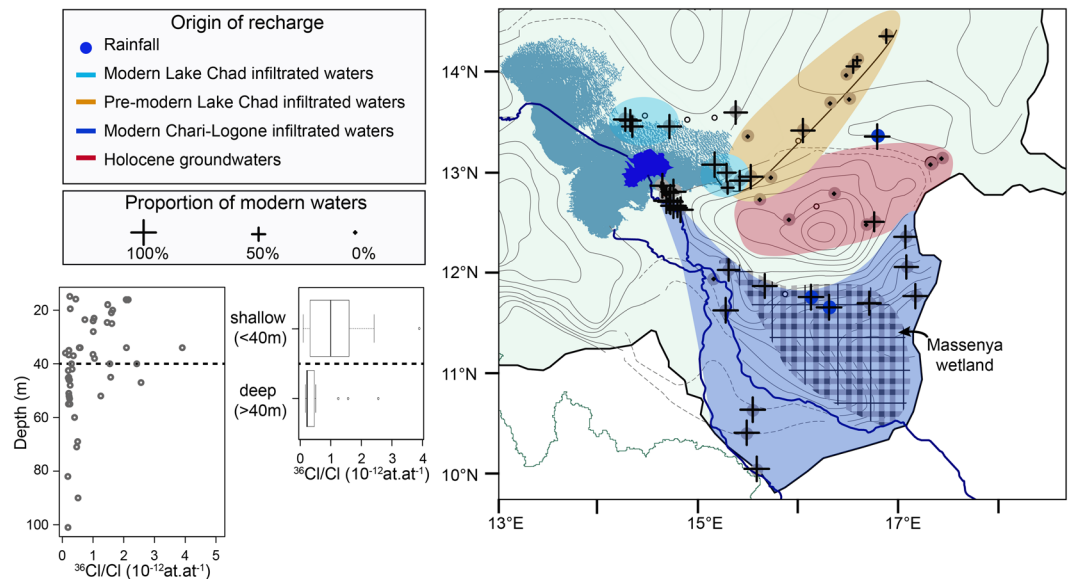 Origin of recharge
Rainfall
Modern Lake Chad infiltrated waters
Pre-modern Lake Chad infiltrated waters
Modern Chari-Logone infiltrated waters
Holocene groundwaters
Proportion of modern waters
100%
50%
0%
Depth (m)
20
40
60
80
100
0
1
2
3
4
5
³⁶Cl/Cl (10⁻¹²at.at⁻¹)
shallow
(<40m)
deep
(>40m)
0
1
2
3
4
³⁶Cl/Cl (10⁻¹²at.at⁻¹)
14°N
13°N
12°N
11°N
10°N
13°E
15°E
17°E
Massenya
wetland